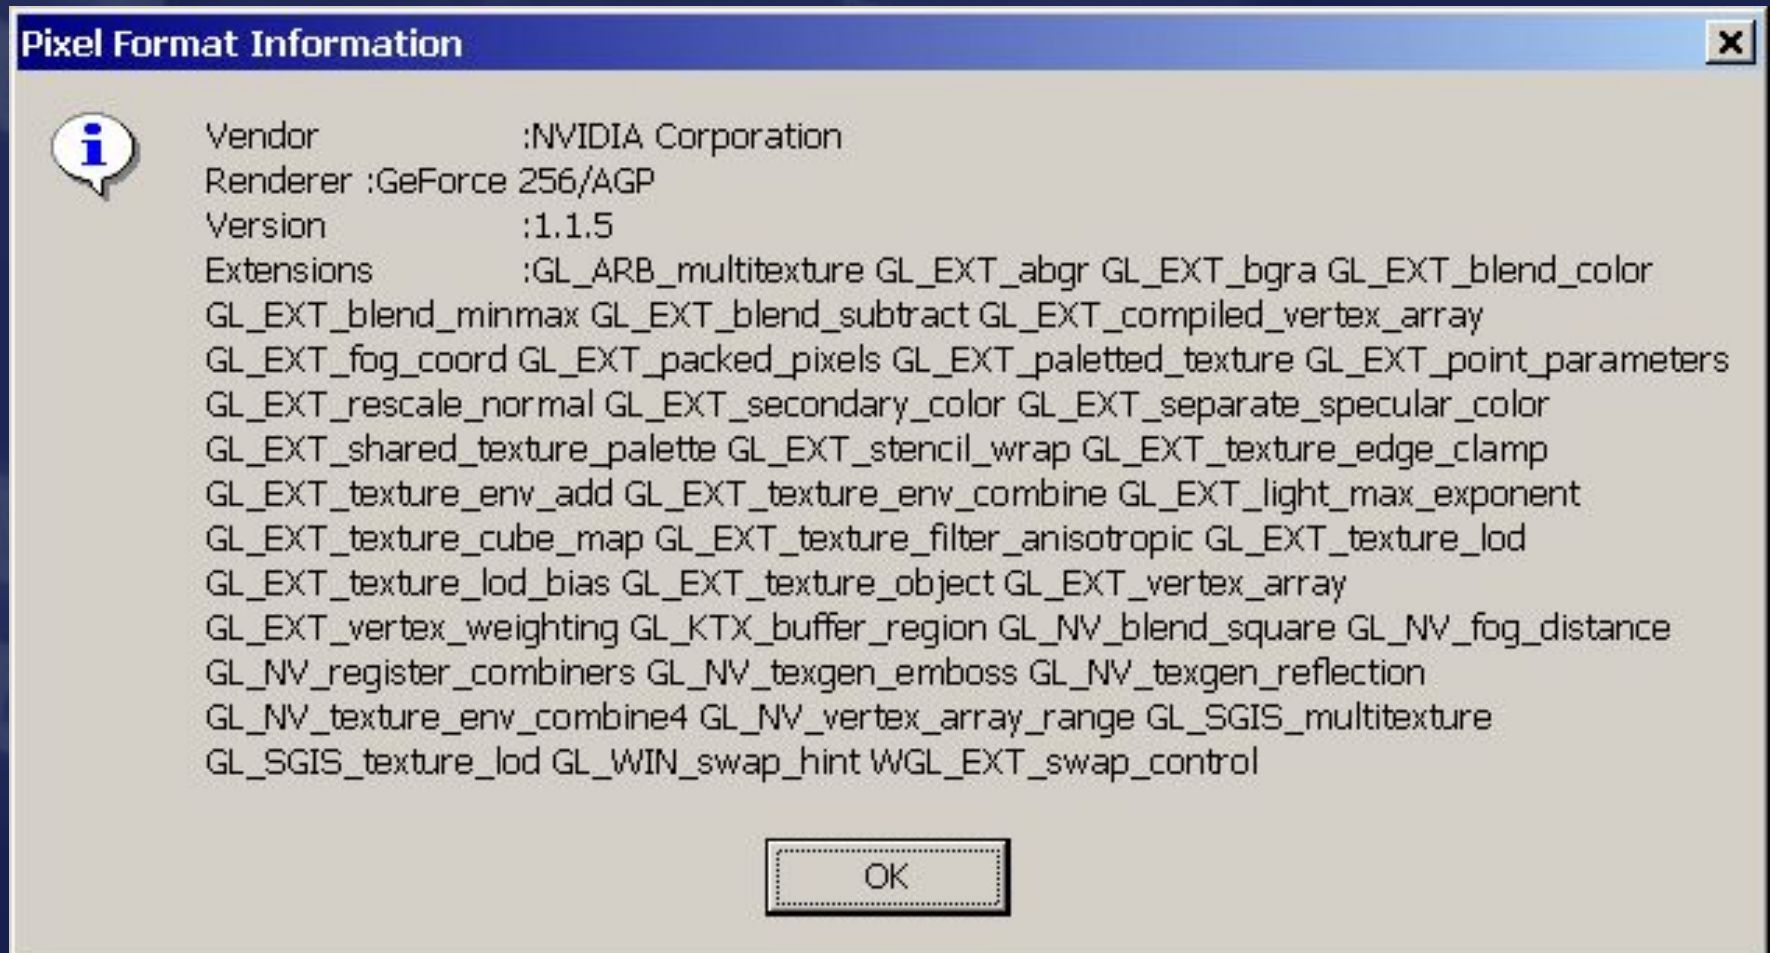 Pixel Format Information
Vendor :NVIDIA Corporation
Renderer :GeForce 256/AGP
Version :1.1.5
Extensions :GL_ARB_multitexture GL_EXT_abgr GL_EXT_bgra GL_EXT_blend_color
GL_EXT_blend_minmax GL_EXT_blend_subtract GL_EXT_compiled_vertex_array
GL_EXT_fog_coord GL_EXT_packed_pixels GL_EXT_paletted_texture GL_EXT_point_parameters
GL_EXT_rescale_normal GL_EXT_secondary_color GL_EXT_separate_specular_color
GL_EXT_shared_texture_palette GL_EXT_stencil_wrap GL_EXT_texture_edge_clamp
GL_EXT_texture_env_add GL_EXT_texture_env_combine GL_EXT_light_max_exponent
GL_EXT_texture_cube_map GL_EXT_texture_filter_anisotropic GL_EXT_texture_lod
GL_EXT_texture_lod_bias GL_EXT_texture_object GL_EXT_vertex_array
GL_EXT_vertex_weighting GL_KTX_buffer_region GL_NV_blend_square GL_NV_fog_distance
GL_NV_register_combiners GL_NV_texgen_emboss GL_NV_texgen_reflection
GL_NV_texture_env_combine4 GL_NV_vertex_array_range GL_SGIS_multitexture
GL_SGIS_texture_lod GL_WIN_swap_hint WGL_EXT_swap_control
OK